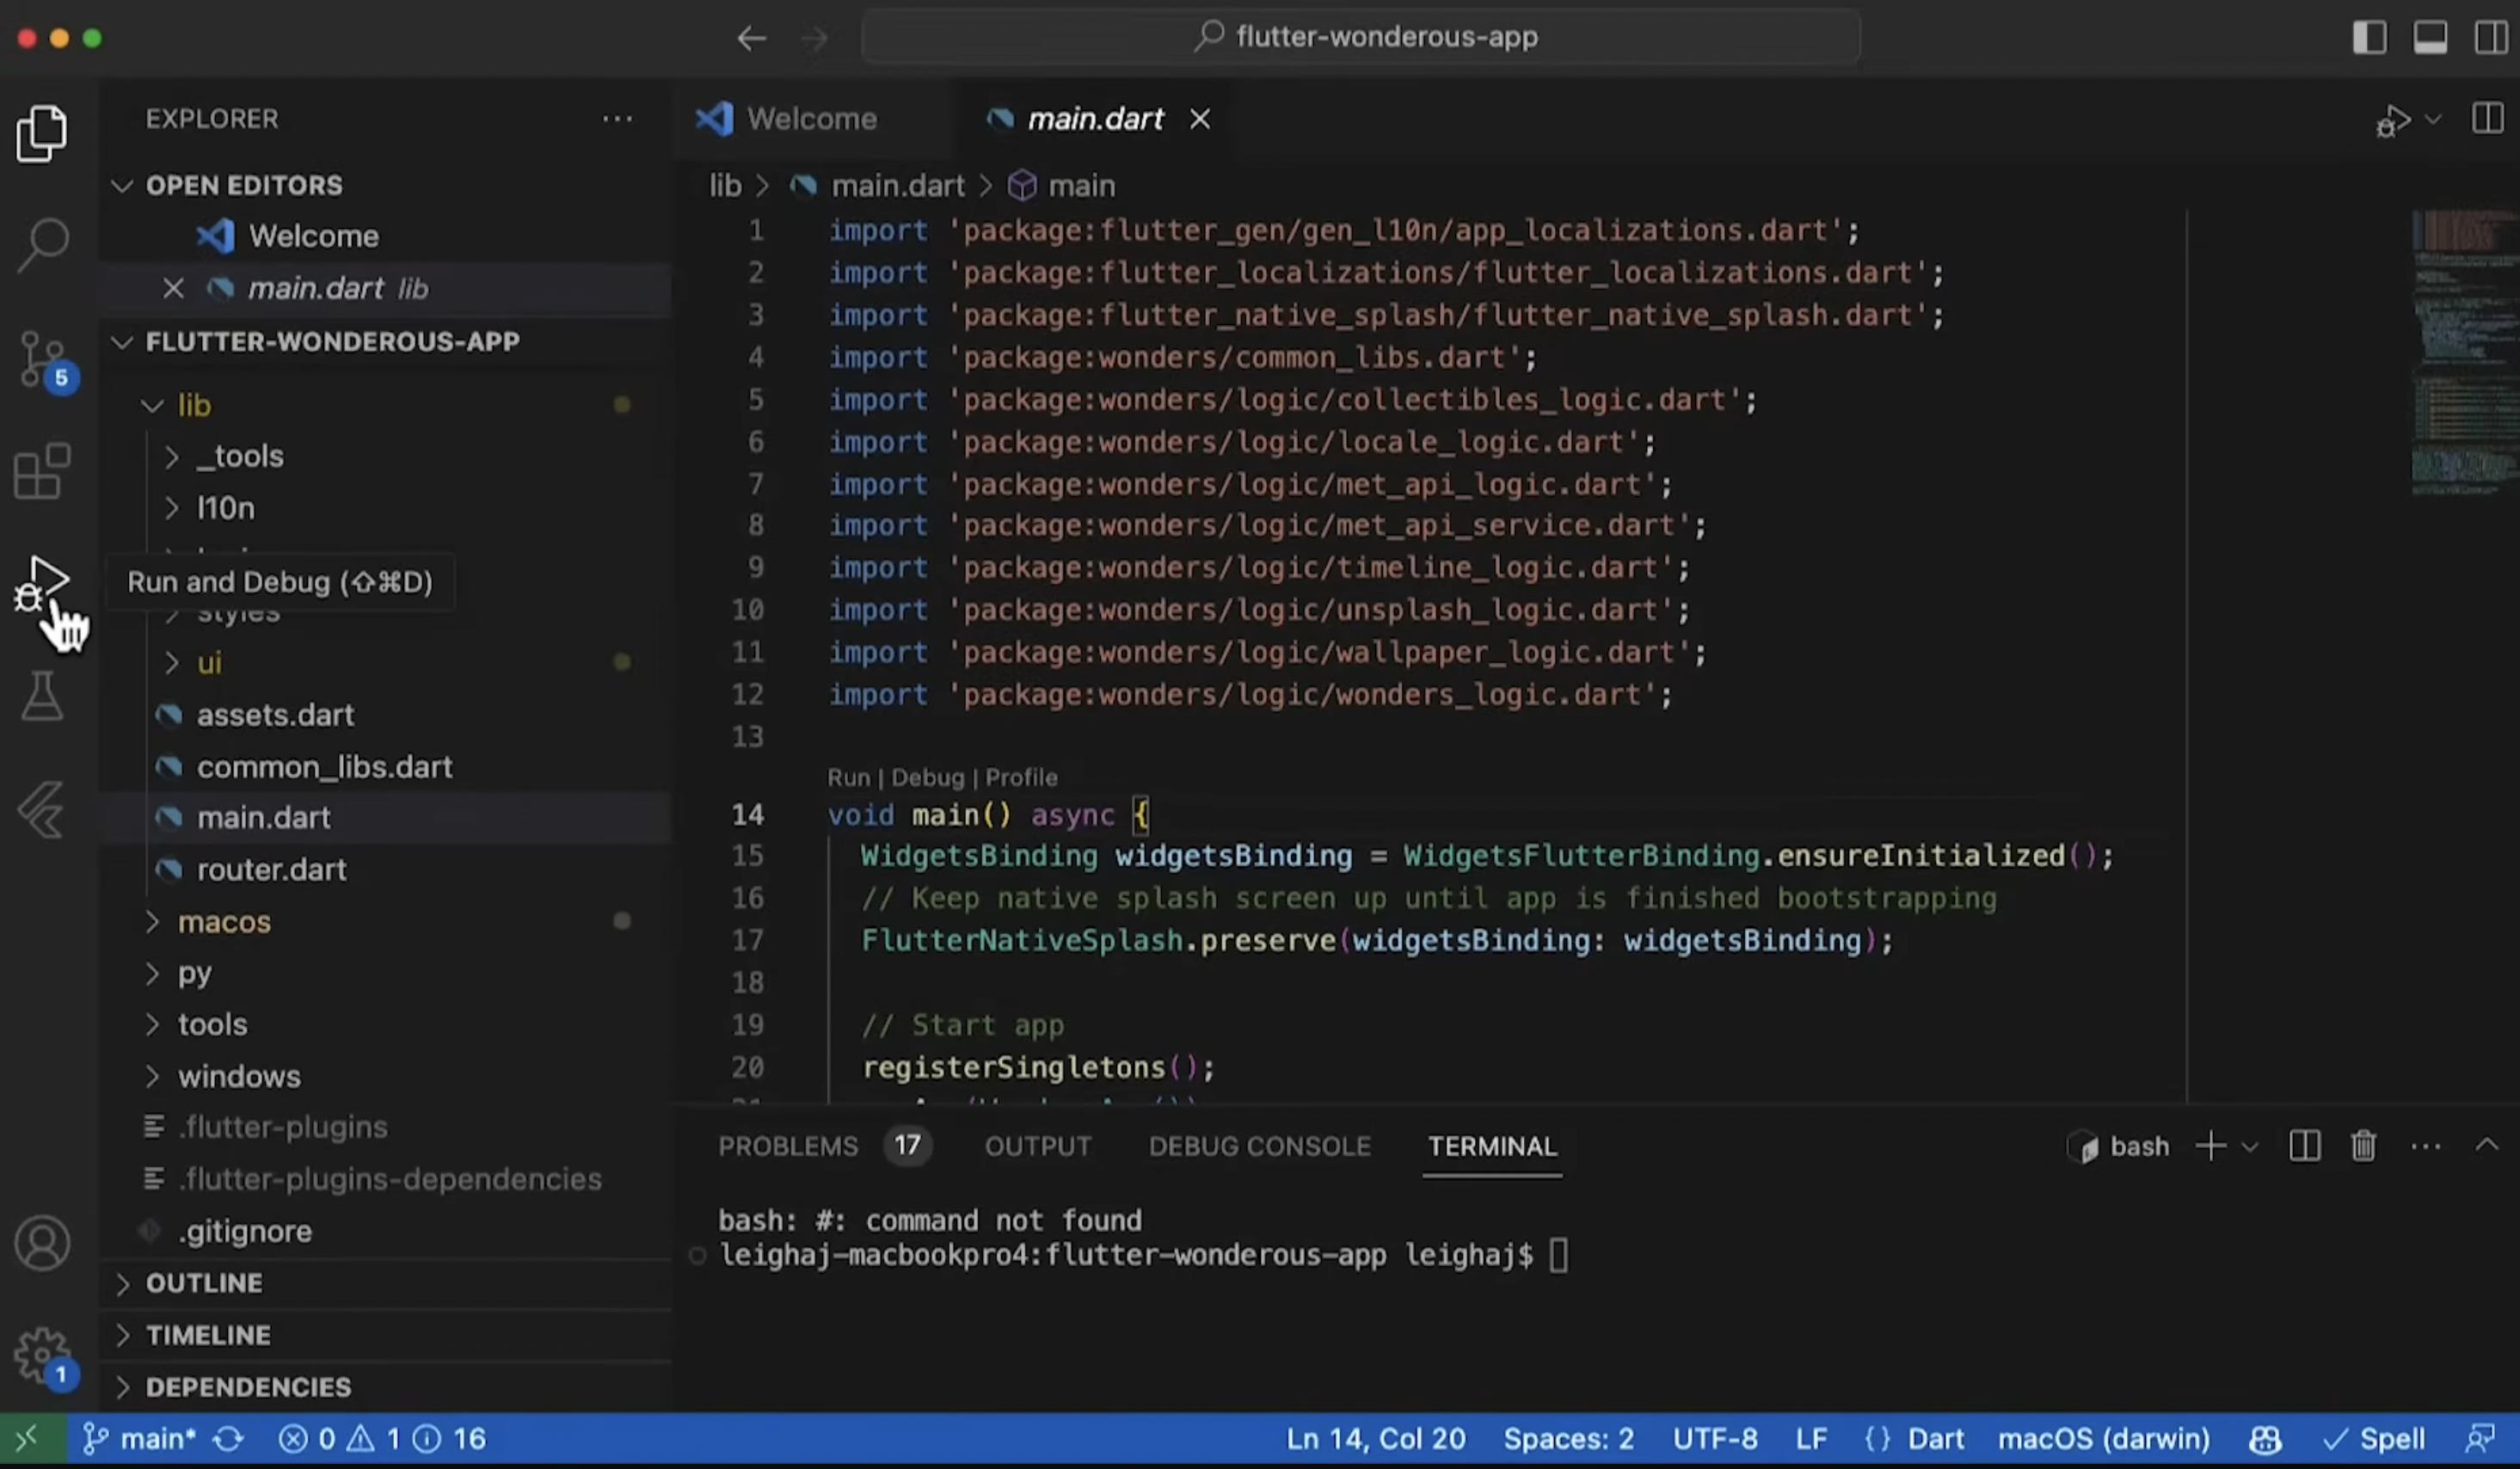 flutter-wonderous-app
EXPLORER
OPEN EDITORS
Welcome
main.dart lib
FLUTTER-WONDEROUS-APP
lib
_tools
l10n
Run and Debug (⇧⌘D)
styles
ui
assets.dart
common_libs.dart
main.dart
router.dart
macos
py
tools
windows
.flutter-plugins
.flutter-plugins-dependencies
.gitignore
OUTLINE
TIMELINE
DEPENDENCIES
5
1
Welcome
main.dart
lib > main.dart > main
1 import 'package:flutter_gen/gen_l10n/app_localizations.dart';
2 import 'package:flutter_localizations/flutter_localizations.dart';
3 import 'package:flutter_native_splash/flutter_native_splash.dart';
4 import 'package:wonders/common_libs.dart';
5 import 'package:wonders/logic/collectibles_logic.dart';
6 import 'package:wonders/logic/locale_logic.dart';
7 import 'package:wonders/logic/met_api_logic.dart';
8 import 'package:wonders/logic/met_api_service.dart';
9 import 'package:wonders/logic/timeline_logic.dart';
10 import 'package:wonders/logic/unsplash_logic.dart';
11 import 'package:wonders/logic/wallpaper_logic.dart';
12 import 'package:wonders/logic/wonders_logic.dart';
13
Run | Debug | Profile
14 void main() async {
15 WidgetsBinding widgetsBinding = WidgetsFlutterBinding.ensureInitialized();
16 // Keep native splash screen up until app is finished bootstrapping
17 FlutterNativeSplash.preserve(widgetsBinding: widgetsBinding);
18
19 // Start app
20 registerSingletons();
PROBLEMS 17 OUTPUT DEBUG CONSOLE TERMINAL
bash
bash: #: command not found
leighaj-macbookpro4:flutter-wonderous-app leighaj$
main* 0 1 16
Ln 14, Col 20 Spaces: 2 UTF-8 LF {} Dart macOS (darwin) Spell